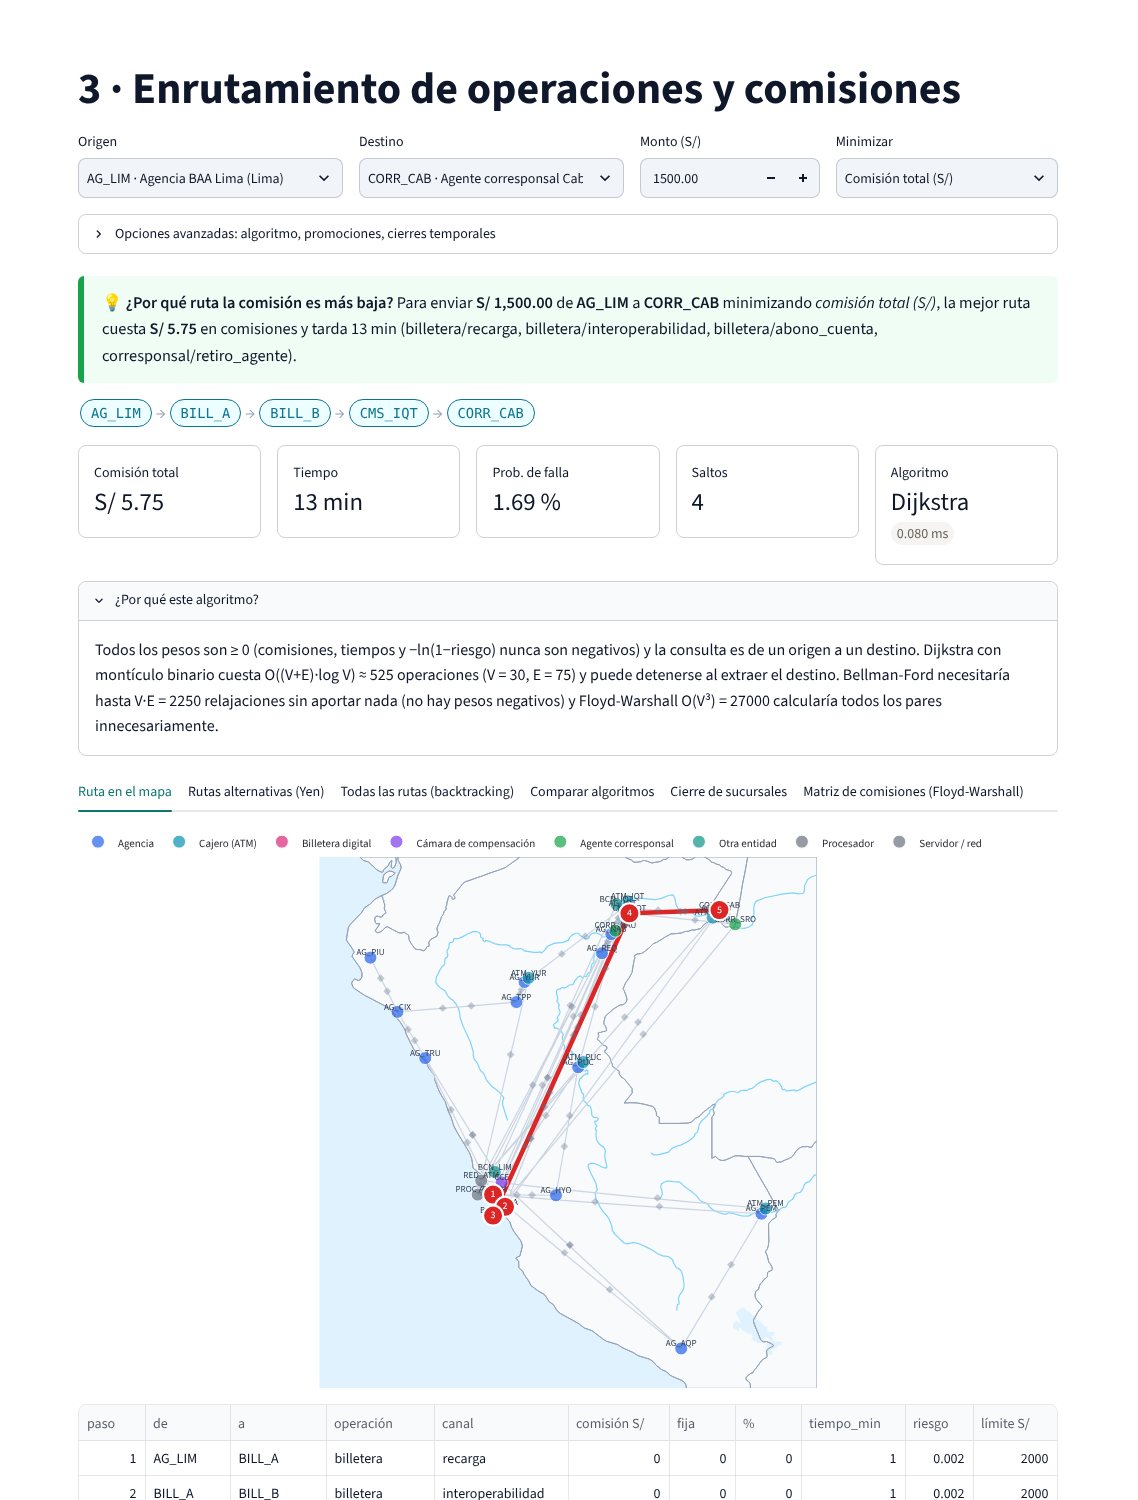 3 · Enrutamiento de operaciones y comisiones
Origen
Destino
Monto (S/)
Minimizar
AG_LIM · Agencia BAA Lima (Lima)
CORR_CAB · Agente corresponsal Cab
1500.00
Comisión total (S/)
Opciones avanzadas: algoritmo, promociones, cierres temporales
💡 ¿Por qué ruta la comisión es más baja? Para enviar S/ 1,500.00 de AG_LIM a CORR_CAB minimizando comisión total (S/), la mejor ruta
cuesta S/ 5.75 en comisiones y tarda 13 min (billetera/recarga, billetera/interoperabilidad, billetera/abono_cuenta,
corresponsal/retiro_agente).
AG_LIM → BILL_A → BILL_B → CMS_IQT → CORR_CAB
Comisión total
S/ 5.75
Tiempo
13 min
Prob. de falla
1.69 %
Saltos
4
Algoritmo
Dijkstra
0.080 ms
¿Por qué este algoritmo?
Todos los pesos son ≥ 0 (comisiones, tiempos y −ln(1−riesgo) nunca son negativos) y la consulta es de un origen a un destino. Dijkstra con
montículo binario cuesta O((V+E)·log V) ≈ 525 operaciones (V = 30, E = 75) y puede detenerse al extraer el destino. Bellman-Ford necesitaría
hasta V·E = 2250 relajaciones sin aportar nada (no hay pesos negativos) y Floyd-Warshall O(V³) = 27000 calcularía todos los pares
innecesariamente.
Ruta en el mapa
Rutas alternativas (Yen)
Todas las rutas (backtracking)
Comparar algoritmos
Cierre de sucursales
Matriz de comisiones (Floyd-Warshall)
Agencia
Cajero (ATM)
Billetera digital
Cámara de compensación
Agente corresponsal
Otra entidad
Procesador
Servidor / red
ATM_IQT
4
5
AG_PIU
ATM_YUR
AG_TPP
AG_CIX
AG_TRU
ATM_PUC
BCN_LIM
1
2
3
AG_HYO
ATM_PEM
AG_PEM
AG_AQP
paso de a operación canal comisión S/ fija % tiempo_min riesgo límite S/
1 AG_LIM BILL_A billetera recarga 0 0 0 1 0.002 2000
2 BILL_A BILL_B billetera interoperabilidad 0 0 0 1 0.002 2000